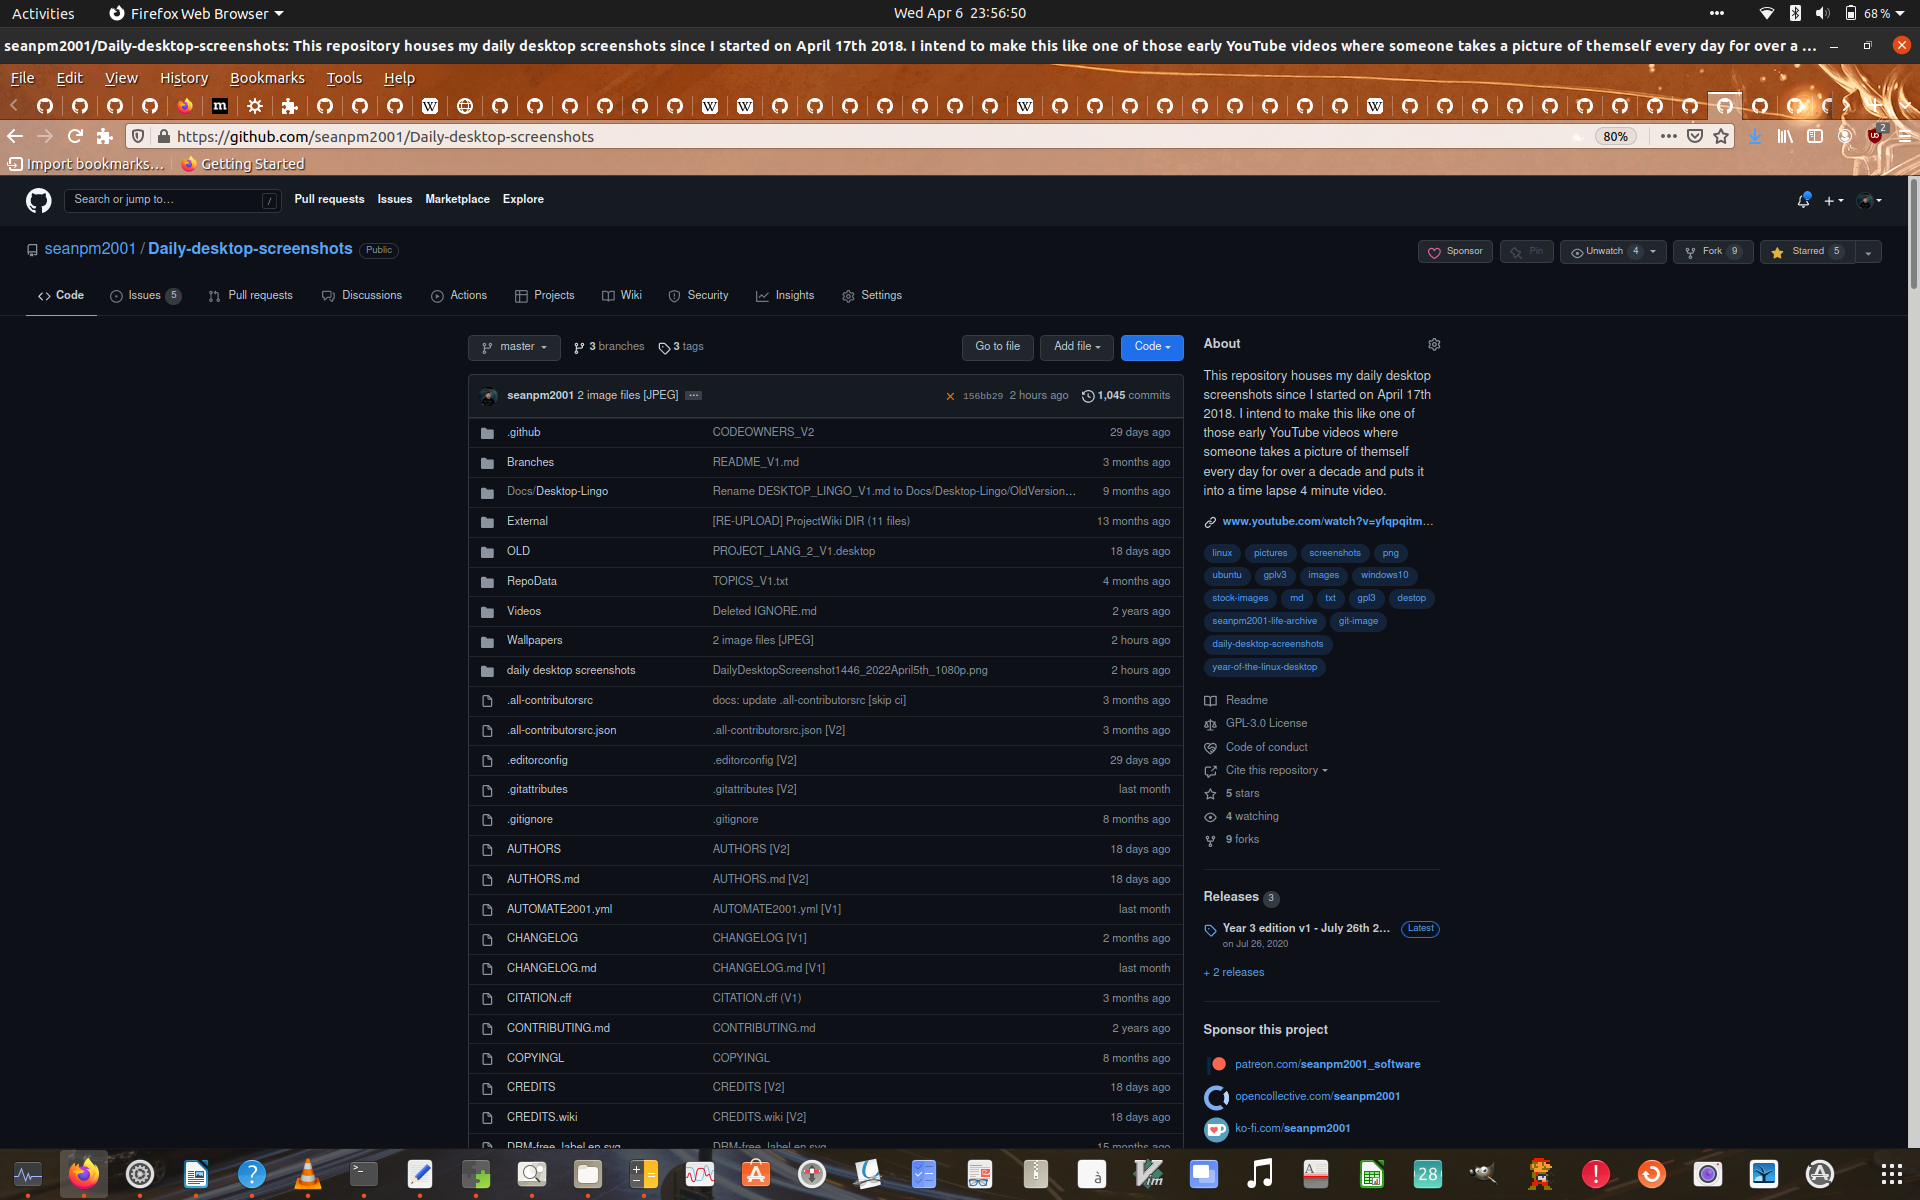 Activities Firefox Web Browser Wed Apr 6 23:56:50 68 %
seanpm2001/Daily-desktop-screenshots: This repository houses my daily desktop screenshots since I started on April 17th 2018. I intend to make this like one of those early YouTube videos where someone takes a picture of themself every day for over a ...
File Edit View History Bookmarks Tools Help
https://github.com/seanpm2001/Daily-desktop-screenshots 80% 2
Import bookmarks... Getting Started
Search or jump to... / Pull requests Issues Marketplace Explore
seanpm2001 / Daily-desktop-screenshots Public Sponsor Pin Unwatch 4 Fork 9 Starred 5
Code Issues 5 Pull requests Discussions Actions Projects Wiki Security Insights Settings
master 3 branches 3 tags Go to file Add file Code
seanpm2001 2 image files [JPEG] ... 156bb29 2 hours ago 1,045 commits
.github CODEOWNERS_V2 29 days ago
Branches README_V1.md 3 months ago
Docs/Desktop-Lingo Rename DESKTOP_LINGO_V1.md to Docs/Desktop-Lingo/OldVersion... 9 months ago
External [RE-UPLOAD] ProjectWiki DIR (11 files) 13 months ago
OLD PROJECT_LANG_2_V1.desktop 18 days ago
RepoData TOPICS_V1.txt 4 months ago
Videos Deleted IGNORE.md 2 years ago
Wallpapers 2 image files [JPEG] 2 hours ago
daily desktop screenshots DailyDesktopScreenshot1446_2022April5th_1080p.png 2 hours ago
.all-contributorsrc docs: update .all-contributorsrc [skip ci] 3 months ago
.all-contributorsrc.json .all-contributorsrc.json [V2] 3 months ago
.editorconfig .editorconfig [V2] 29 days ago
.gitattributes .gitattributes [V2] last month
.gitignore .gitignore 8 months ago
AUTHORS AUTHORS [V2] 18 days ago
AUTHORS.md AUTHORS.md [V2] 18 days ago
AUTOMATE2001.yml AUTOMATE2001.yml [V1] last month
CHANGELOG CHANGELOG [V1] 2 months ago
CHANGELOG.md CHANGELOG.md [V1] last month
CITATION.cff CITATION.cff (V1) 3 months ago
CONTRIBUTING.md CONTRIBUTING.md 2 years ago
COPYINGL COPYINGL 8 months ago
CREDITS CREDITS [V2] 18 days ago
CREDITS.wiki CREDITS.wiki [V2] 18 days ago
DRM-free_label.en.svg DRM-free_label.en.svg 15 months ago
About
This repository houses my daily desktop
screenshots since I started on April 17th
2018. I intend to make this like one of
those early YouTube videos where
someone takes a picture of themself
every day for over a decade and puts it
into a time lapse 4 minute video.
www.youtube.com/watch?v=yfqpqitm...
linux pictures screenshots png
ubuntu gplv3 images windows10
stock-images md txt gpl3 destop
seanpm2001-life-archive git-image
daily-desktop-screenshots
year-of-the-linux-desktop
Readme
GPL-3.0 License
Code of conduct
Cite this repository
5 stars
4 watching
9 forks
Releases 3
Year 3 edition v1 - July 26th 2... Latest
on Jul 26, 2020
+ 2 releases
Sponsor this project
patreon.com/seanpm2001_software
opencollective.com/seanpm2001
ko-fi.com/seanpm2001